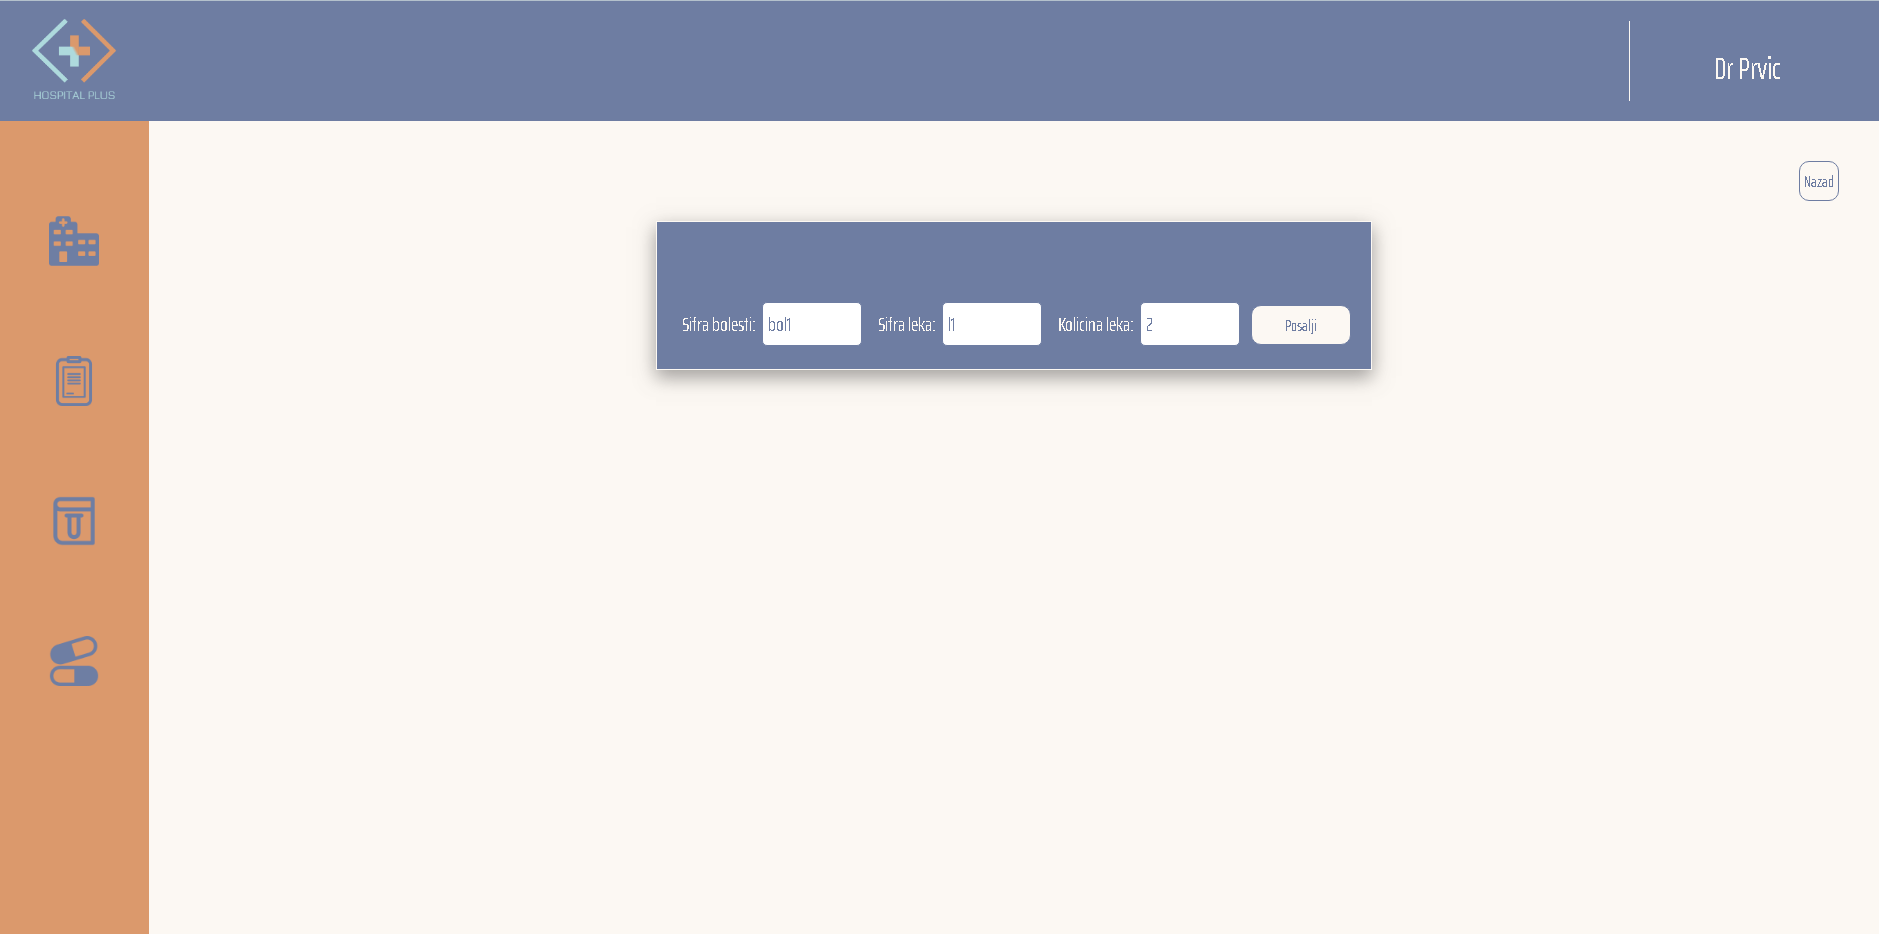 HOSPITAL PLUS
Dr Prvic
Nazad
Sifra bolesti: bol1 Sifra leka: l1 Kolicina leka: 2 Posalji